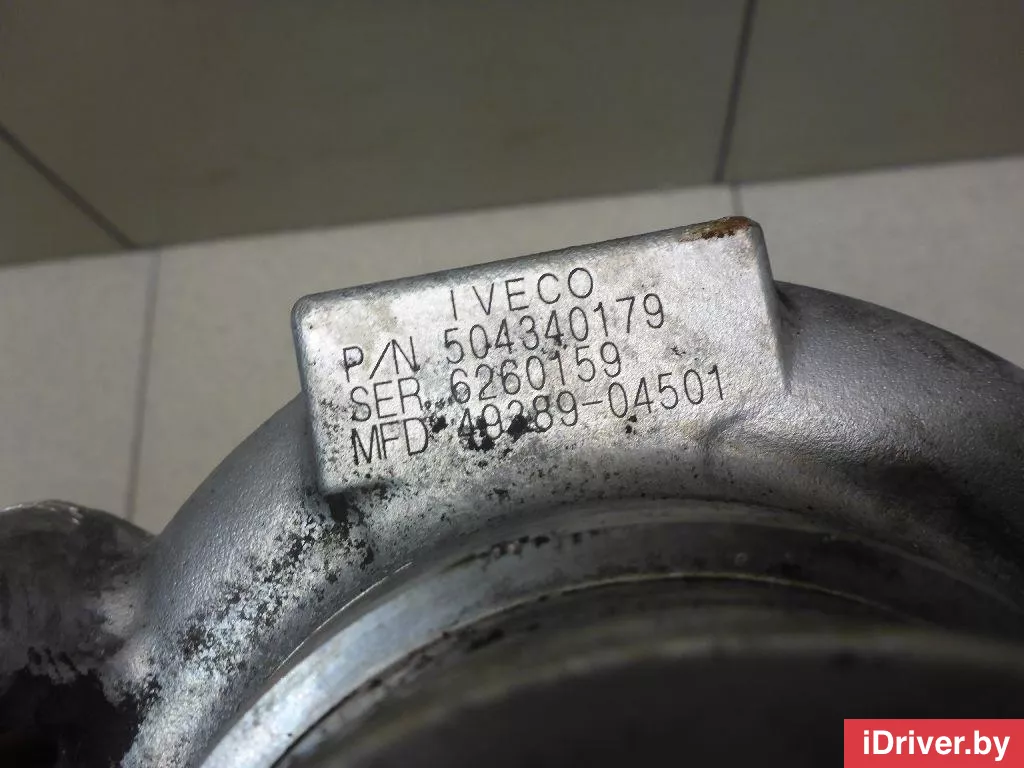 IVECO
P/N 504340179
SER 6260159
MFD 49389-04501
iDriver.by